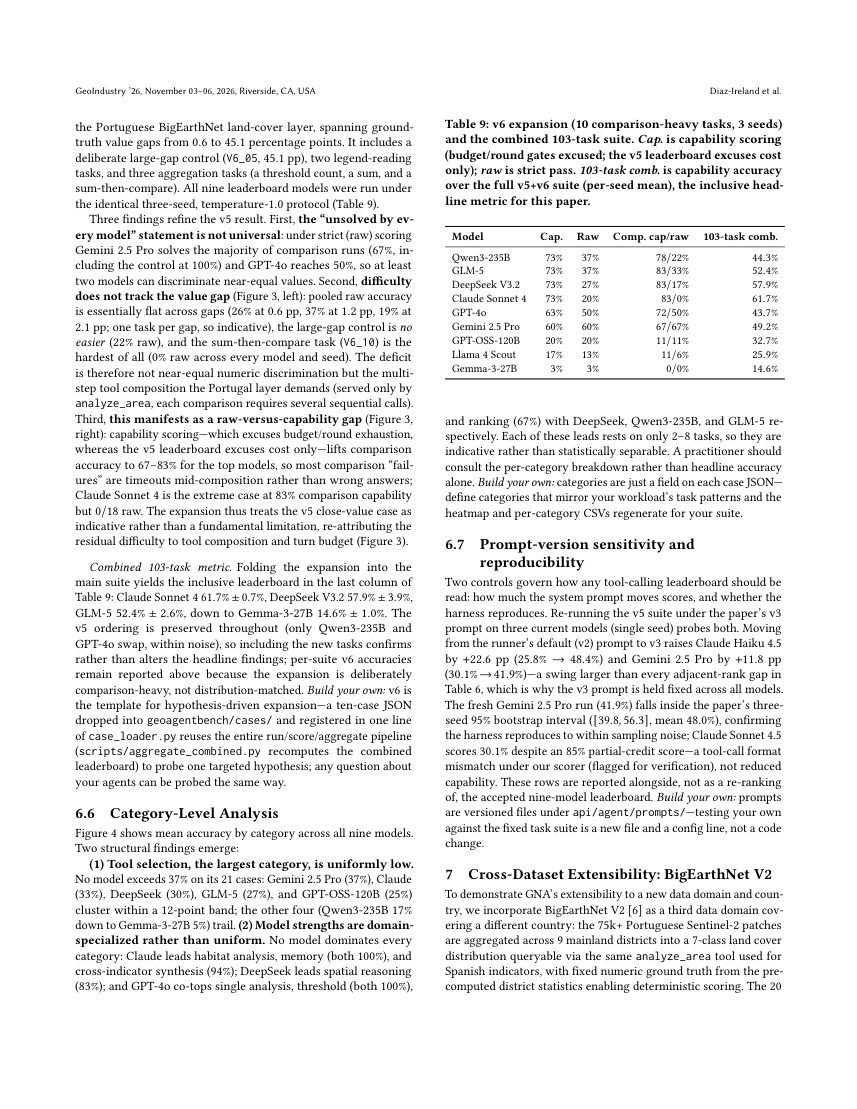 GeoIndustry '26, November 03–06, 2026, Riverside, CA, USA
Diaz-Ireland et al.
the Portuguese BigEarthNet land-cover layer, spanning ground-
truth value gaps from 0.6 to 45.1 percentage points. It includes a
deliberate large-gap control (V6_05, 45.1 pp), two legend-reading
tasks, and three aggregation tasks (a threshold count, a sum, and a
sum-then-compare). All nine leaderboard models were run under
the identical three-seed, temperature-1.0 protocol (Table 9).
Three findings refine the v5 result. First, the “unsolved by ev-
ery model” statement is not universal: under strict (raw) scoring
Gemini 2.5 Pro solves the majority of comparison runs (67%, in-
cluding the control at 100%) and GPT-4o reaches 50%, so at least
two models can discriminate near-equal values. Second, difficulty
does not track the value gap (Figure 3, left): pooled raw accuracy
is essentially flat across gaps (26% at 0.6 pp, 37% at 1.2 pp, 19% at
2.1 pp; one task per gap, so indicative), the large-gap control is no
easier (22% raw), and the sum-then-compare task (V6_10) is the
hardest of all (0% raw across every model and seed). The deficit
is therefore not near-equal numeric discrimination but the multi-
step tool composition the Portugal layer demands (served only by
analyze_area, each comparison requires several sequential calls).
Third, this manifests as a raw-versus-capability gap (Figure 3,
right): capability scoring—which excuses budget/round exhaustion,
whereas the v5 leaderboard excuses cost only—lifts comparison
accuracy to 67–83% for the top models, so most comparison “fail-
ures” are timeouts mid-composition rather than wrong answers;
Claude Sonnet 4 is the extreme case at 83% comparison capability
but 0/18 raw. The expansion thus treats the v5 close-value case as
indicative rather than a fundamental limitation, re-attributing the
residual difficulty to tool composition and turn budget (Figure 3).
Combined 103-task metric. Folding the expansion into the
main suite yields the inclusive leaderboard in the last column of
Table 9: Claude Sonnet 4 61.7% ± 0.7%, DeepSeek V3.2 57.9% ± 3.9%,
GLM-5 52.4% ± 2.6%, down to Gemma-3-27B 14.6% ± 1.0%. The
v5 ordering is preserved throughout (only Qwen3-235B and
GPT-4o swap, within noise), so including the new tasks confirms
rather than alters the headline findings; per-suite v6 accuracies
remain reported above because the expansion is deliberately
comparison-heavy, not distribution-matched. Build your own: v6 is
the template for hypothesis-driven expansion—a ten-case JSON
dropped into geoagentbench/cases/ and registered in one line
of case_loader.py reuses the entire run/score/aggregate pipeline
(scripts/aggregate_combined.py recomputes the combined
leaderboard) to probe one targeted hypothesis; any question about
your agents can be probed the same way.
6.6 Category-Level Analysis
Figure 4 shows mean accuracy by category across all nine models.
Two structural findings emerge:
(1) Tool selection, the largest category, is uniformly low.
No model exceeds 37% on its 21 cases: Gemini 2.5 Pro (37%), Claude
(33%), DeepSeek (30%), GLM-5 (27%), and GPT-OSS-120B (25%)
cluster within a 12-point band; the other four (Qwen3-235B 17%
down to Gemma-3-27B 5%) trail. (2) Model strengths are domain-
specialized rather than uniform. No model dominates every
category: Claude leads habitat analysis, memory (both 100%), and
cross-indicator synthesis (94%); DeepSeek leads spatial reasoning
(83%); and GPT-4o co-tops single analysis, threshold (both 100%),
Table 9: v6 expansion (10 comparison-heavy tasks, 3 seeds)
and the combined 103-task suite. Cap. is capability scoring
(budget/round gates excused; the v5 leaderboard excuses cost
only); raw is strict pass. 103-task comb. is capability accuracy
over the full v5+v6 suite (per-seed mean), the inclusive head-
line metric for this paper.
Model Cap. Raw Comp. cap/raw 103-task comb.
Qwen3-235B 73% 37% 78/22% 44.3%
GLM-5 73% 37% 83/33% 52.4%
DeepSeek V3.2 73% 27% 83/17% 57.9%
Claude Sonnet 4 73% 20% 83/0% 61.7%
GPT-4o 63% 50% 72/50% 43.7%
Gemini 2.5 Pro 60% 60% 67/67% 49.2%
GPT-OSS-120B 20% 20% 11/11% 32.7%
Llama 4 Scout 17% 13% 11/6% 25.9%
Gemma-3-27B 3% 3% 0/0% 14.6%
and ranking (67%) with DeepSeek, Qwen3-235B, and GLM-5 re-
spectively. Each of these leads rests on only 2–8 tasks, so they are
indicative rather than statistically separable. A practitioner should
consult the per-category breakdown rather than headline accuracy
alone. Build your own: categories are just a field on each case JSON—
define categories that mirror your workload's task patterns and the
heatmap and per-category CSVs regenerate for your suite.
6.7 Prompt-version sensitivity and
reproducibility
Two controls govern how any tool-calling leaderboard should be
read: how much the system prompt moves scores, and whether the
harness reproduces. Re-running the v5 suite under the paper's v3
prompt on three current models (single seed) probes both. Moving
from the runner's default (v2) prompt to v3 raises Claude Haiku 4.5
by +22.6 pp (25.8% → 48.4%) and Gemini 2.5 Pro by +11.8 pp
(30.1% → 41.9%)—a swing larger than every adjacent-rank gap in
Table 6, which is why the v3 prompt is held fixed across all models.
The fresh Gemini 2.5 Pro run (41.9%) falls inside the paper's three-
seed 95% bootstrap interval ([39.8, 56.3], mean 48.0%), confirming
the harness reproduces to within sampling noise; Claude Sonnet 4.5
scores 30.1% despite an 85% partial-credit score—a tool-call format
mismatch under our scorer (flagged for verification), not reduced
capability. These rows are reported alongside, not as a re-ranking
of, the accepted nine-model leaderboard. Build your own: prompts
are versioned files under api/agent/prompts/—testing your own
against the fixed task suite is a new file and a config line, not a code
change.
7 Cross-Dataset Extensibility: BigEarthNet V2
To demonstrate GNA's extensibility to a new data domain and coun-
try, we incorporate BigEarthNet V2 [6] as a third data domain cov-
ering a different country: the 75k+ Portuguese Sentinel-2 patches
are aggregated across 9 mainland districts into a 7-class land cover
distribution queryable via the same analyze_area tool used for
Spanish indicators, with fixed numeric ground truth from the pre-
computed district statistics enabling deterministic scoring. The 20